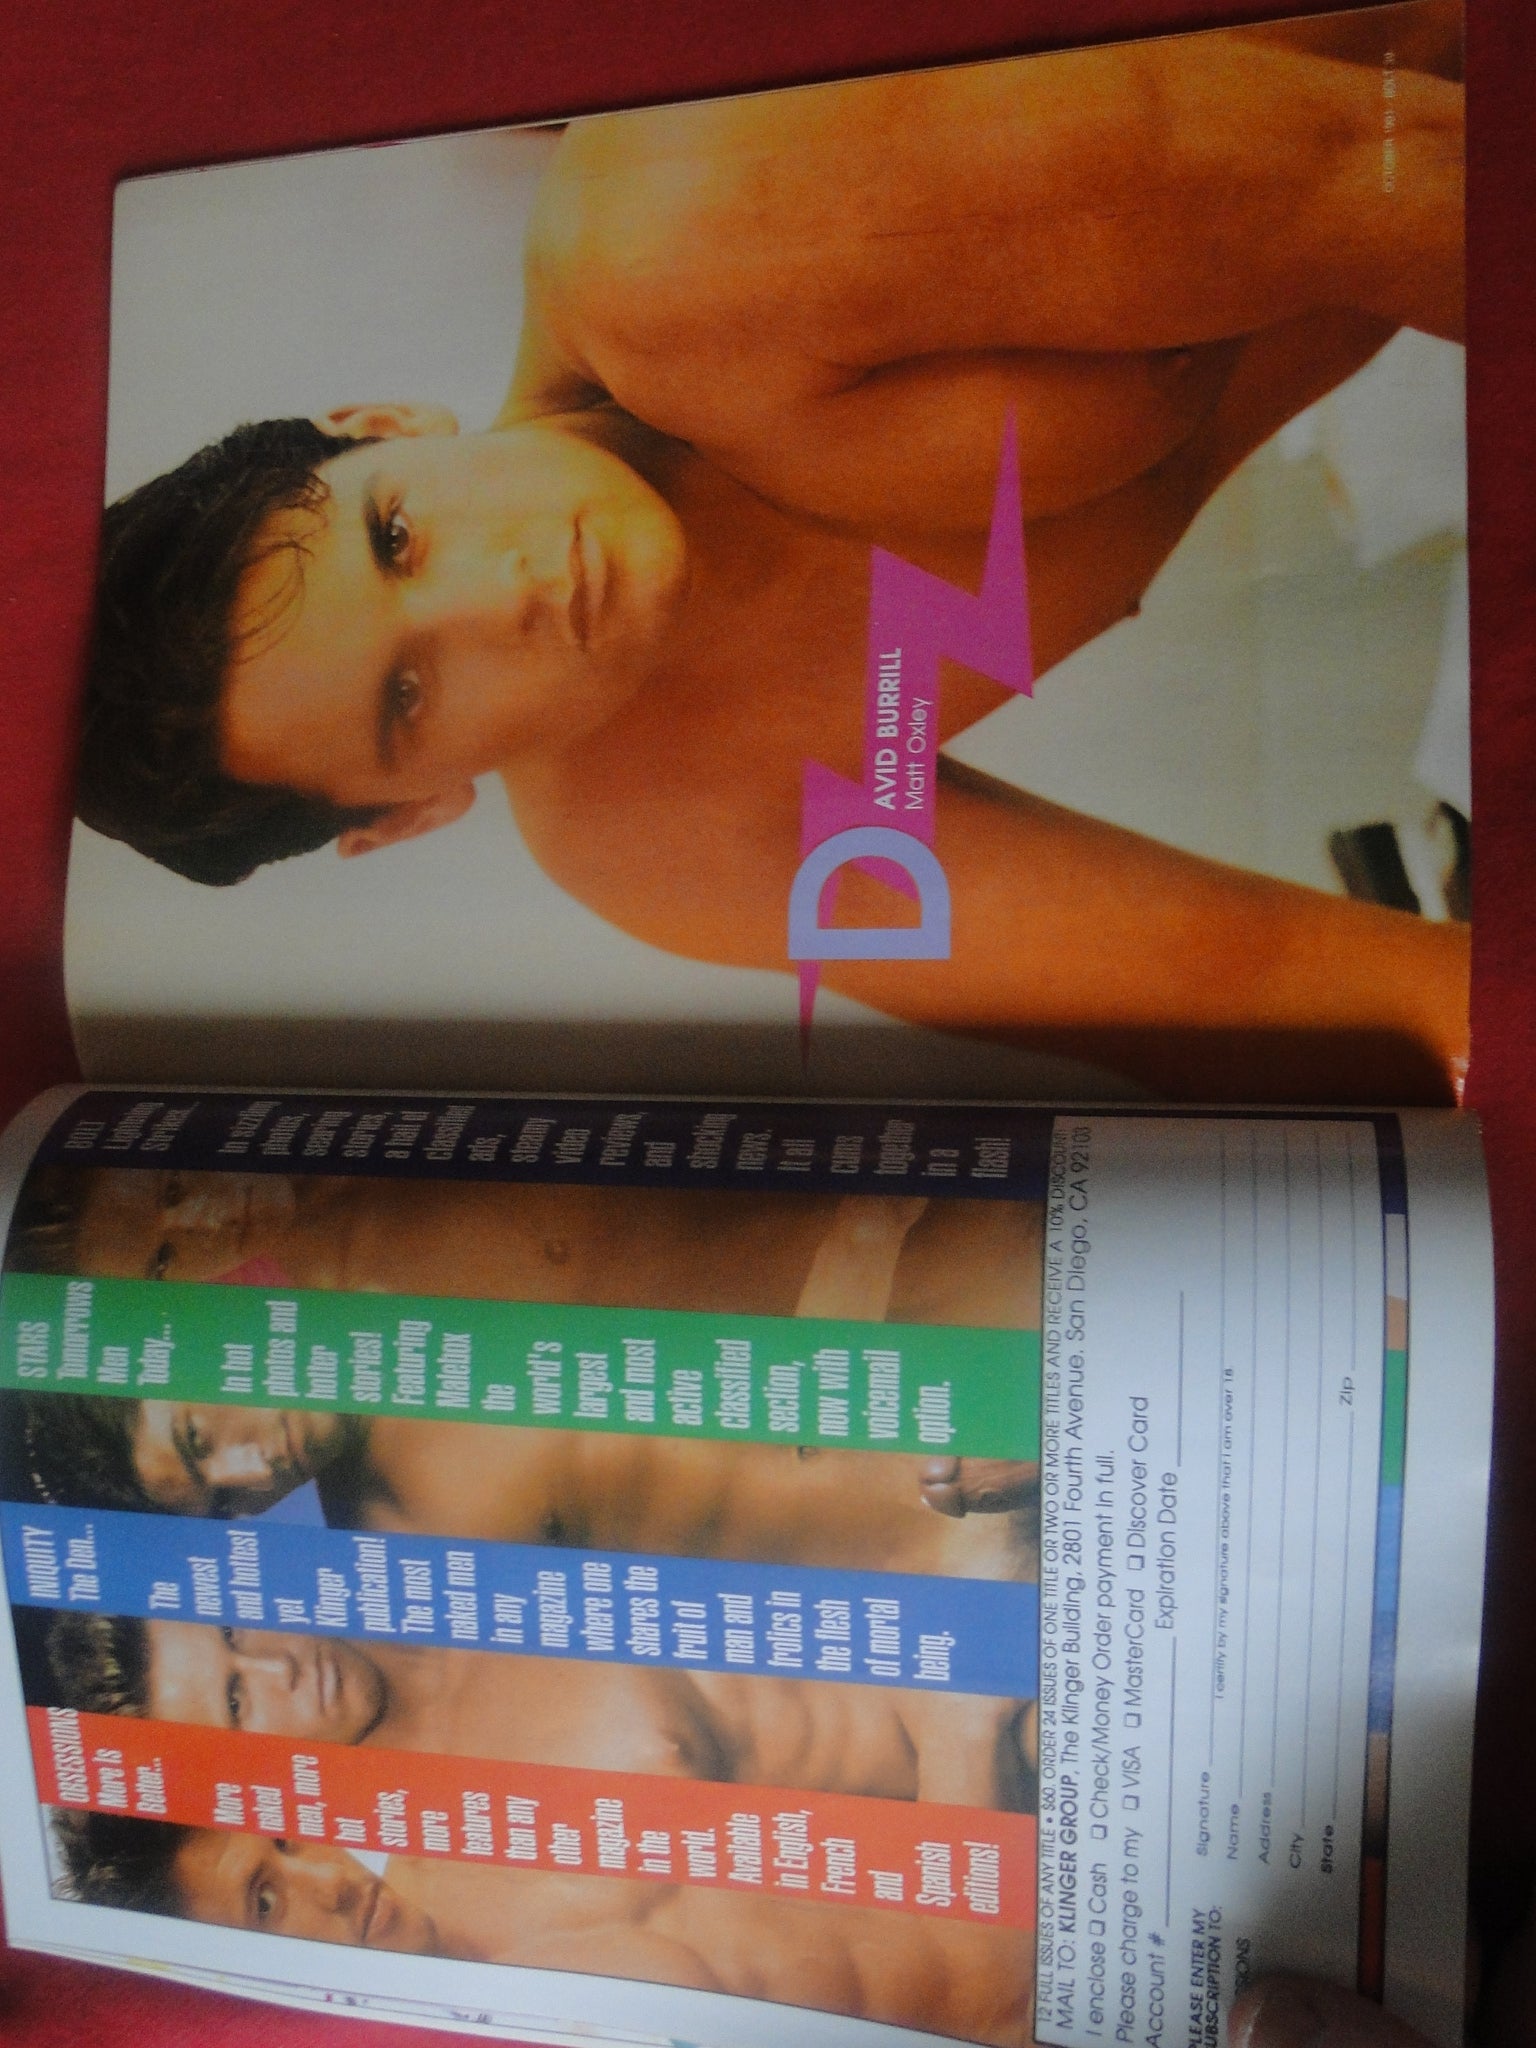 OBSESSIONS
More is
Better...
More
naked
men, more
hot
stories,
more
features
than any
other
magazine
in the
world.
Available
in English,
French
and
Spanish
editions!
INIQUITY
The Den...
The
newest
and hottest
yet
Klinger
publication!
The most
naked men
in any
magazine
where one
shares the
fruit of
man and
frolics in
the flesh
of mortal
being.
STARS
Tomorrows
Men
Today...
In hot
photos and
hotter
stories!
Featuring
Malebox
the
world's
largest
and most
active
classified
section,
now with
voicemail
option.
BOLT
Lightning
Strikes...
In sizzling
photos,
searing
stories,
a hail of
classified
ads,
steamy
video
reviews,
and
shocking
news.
It all
cums
together
in a
flash!
12 FULL ISSUES OF ANY TITLE • $60. ORDER 24 ISSUES OF ONE TITLE OR TWO OR MORE TITLES AND RECEIVE A 10% DISCOUNT
MAIL TO: KLINGER GROUP, The Klinger Building, 2801 Fourth Avenue, San Diego, CA 92103
I enclose ❑ Cash ❑ Check/Money Order payment in full.
Please charge to my ❑ VISA ❑ MasterCard ❑ Discover Card
Account # Expiration Date
PLEASE ENTER MY
SUBSCRIPTION TO:
Signature
I certify by my signature above that I am over 18.
Name
Address
City
State Zip
DAVID BURRILL
Matt Oxley
OCTOBER 1991 BOLT